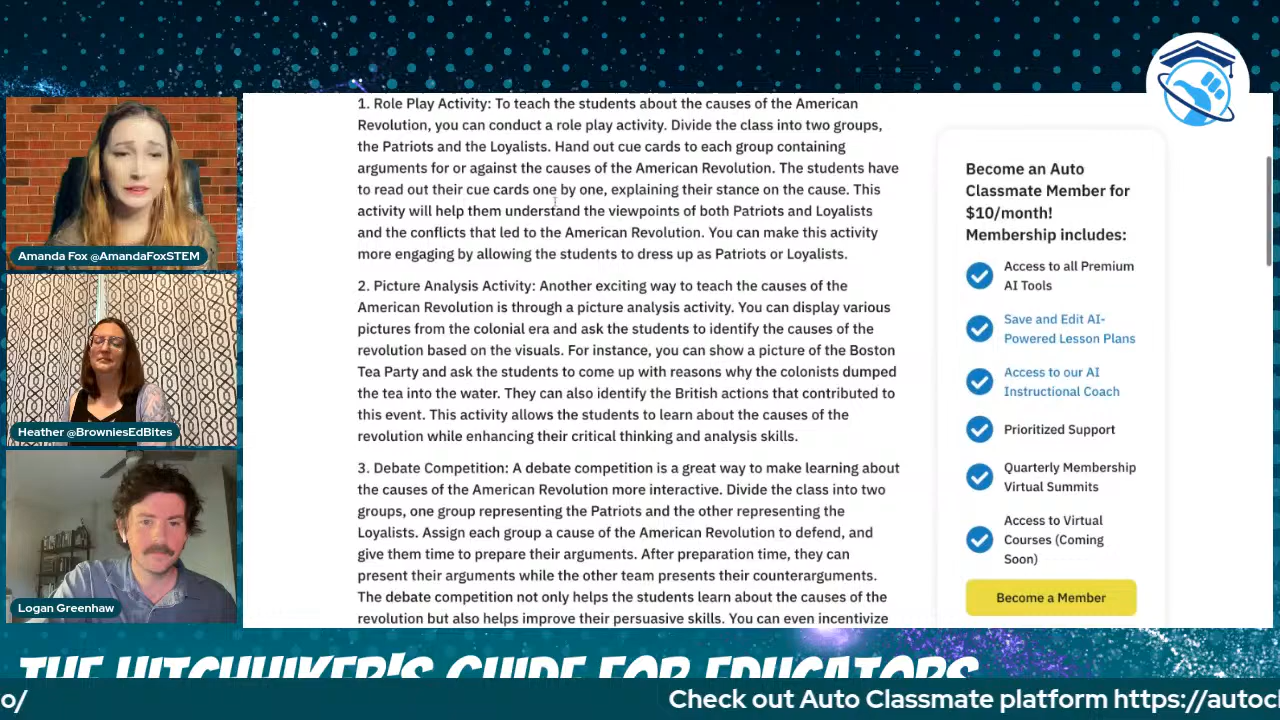 Amanda Fox @AmandaFoxSTEM
Heather @BrowniesEdBites
Logan Greenhaw
1. Role Play Activity: To teach the students about the causes of the American
Revolution, you can conduct a role play activity. Divide the class into two groups,
the Patriots and the Loyalists. Hand out cue cards to each group containing
arguments for or against the causes of the American Revolution. The students have
to read out their cue cards one by one, explaining their stance on the cause. This
activity will help them understand the viewpoints of both Patriots and Loyalists
and the conflicts that led to the American Revolution. You can make this activity
more engaging by allowing the students to dress up as Patriots or Loyalists.
2. Picture Analysis Activity: Another exciting way to teach the causes of the
American Revolution is through a picture analysis activity. You can display various
pictures from the colonial era and ask the students to identify the causes of the
revolution based on the visuals. For instance, you can show a picture of the Boston
Tea Party and ask the students to come up with reasons why the colonists dumped
the tea into the water. They can also identify the British actions that contributed to
this event. This activity allows the students to learn about the causes of the
revolution while enhancing their critical thinking and analysis skills.
3. Debate Competition: A debate competition is a great way to make learning about
the causes of the American Revolution more interactive. Divide the class into two
groups, one group representing the Patriots and the other representing the
Loyalists. Assign each group a cause of the American Revolution to defend, and
give them time to prepare their arguments. After preparation time, they can
present their arguments while the other team presents their counterarguments.
The debate competition not only helps the students learn about the causes of the
revolution but also helps improve their persuasive skills. You can even incentivize
Become an Auto
Classmate Member for
$10/month!
Membership includes:
Access to all Premium
AI Tools
Save and Edit AI-
Powered Lesson Plans
Access to our AI
Instructional Coach
Prioritized Support
Quarterly Membership
Virtual Summits
Access to Virtual
Courses (Coming
Soon)
Become a Member
THE HITCHHIKER'S GUIDE FOR EDUCATORS
o/
Check out Auto Classmate platform https://autocl